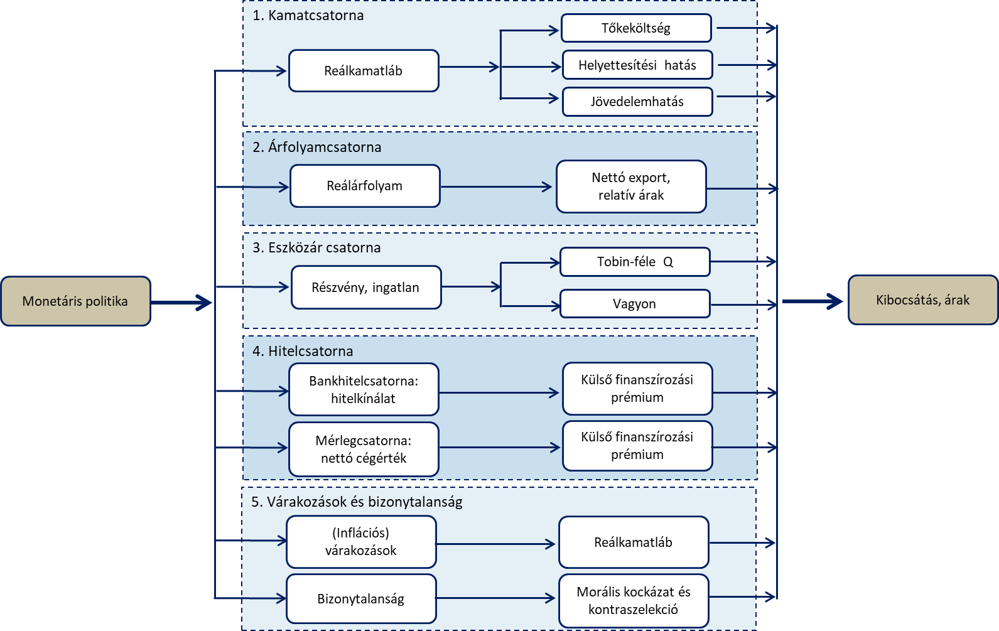 Monetáris politika
1. Kamatcsatorna
Reálkamatláb
Tőkeköltség
Helyettesítési hatás
Jövedelemhatás
2. Árfolyamcsatorna
Reálárfolyam
Nettó export,
relatív árak
3. Eszközár csatorna
Részvény, ingatlan
Tobin-féle Q
Vagyon
4. Hitelcsatorna
Bankhitelcsatorna:
hitelkínálat
Külső finanszírozási
prémium
Mérlegcsatorna:
nettó cégérték
Külső finanszírozási
prémium
5. Várakozások és bizonytalanság
(Inflációs)
várakozások
Reálkamatláb
Bizonytalanság
Morális kockázat és
kontraszelekció
Kibocsátás, árak